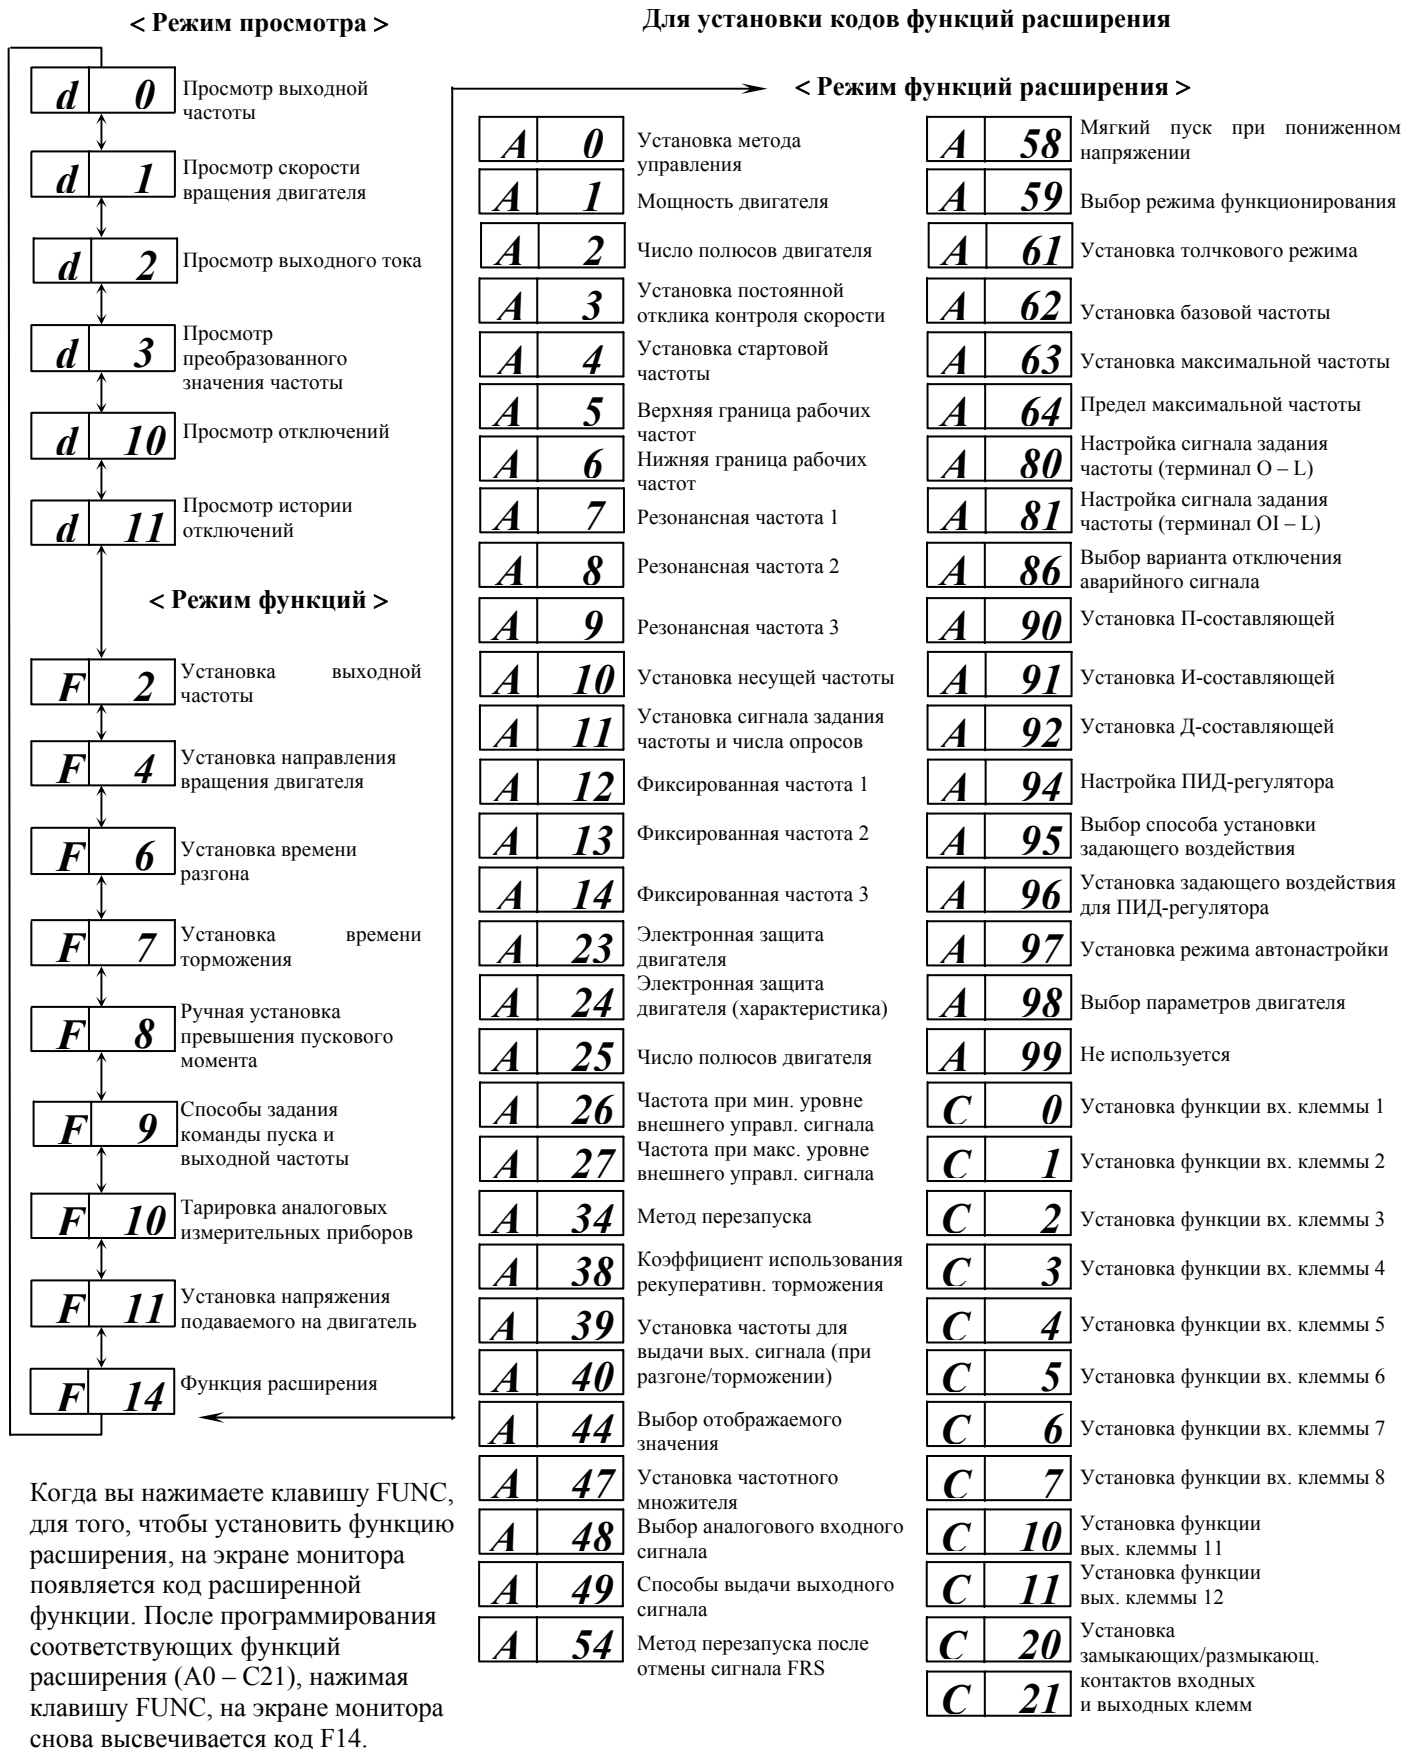 < Режим просмотра >
d 0 Просмотр выходной
частоты
d 1 Просмотр скорости
вращения двигателя
d 2 Просмотр выходного тока
d 3 Просмотр
преобразованного
значения частоты
d 10 Просмотр отключений
d 11 Просмотр истории
отключений
< Режим функций >
F 2 Установка выходной
частоты
F 4 Установка направления
вращения двигателя
F 6 Установка времени
разгона
F 7 Установка времени
торможения
F 8 Ручная установка
превышения пускового
момента
F 9 Способы задания
команды пуска и
выходной частоты
F 10 Тарировка аналоговых
измерительных приборов
F 11 Установка напряжения
подаваемого на двигатель
F 14 Функция расширения
Когда вы нажимаете клавишу FUNC,
для того, чтобы установить функцию
расширения, на экране монитора
появляется код расширенной
функции. После программирования
соответствующих функций
расширения (A0 – C21), нажимая
клавишу FUNC, на экране монитора
снова высвечивается код F14.
Для установки кодов функций расширения
< Режим функций расширения >
A 0 Установка метода
управления
A 1 Мощность двигателя
A 2 Число полюсов двигателя
A 3 Установка постоянной
отклика контроля скорости
A 4 Установка стартовой
частоты
A 5 Верхняя граница рабочих
частот
A 6 Нижняя граница рабочих
частот
A 7 Резонансная частота 1
A 8 Резонансная частота 2
A 9 Резонансная частота 3
A 10 Установка несущей частоты
A 11 Установка сигнала задания
частоты и числа опросов
A 12 Фиксированная частота 1
A 13 Фиксированная частота 2
A 14 Фиксированная частота 3
A 23 Электронная защита
двигателя
A 24 Электронная защита
двигателя (характеристика)
A 25 Число полюсов двигателя
A 26 Частота при мин. уровне
внешнего управл. сигнала
A 27 Частота при макс. уровне
внешнего управл. сигнала
A 34 Метод перезапуска
A 38 Коэффициент использования
рекуперативн. торможения
A 39 Установка частоты для
выдачи вых. сигнала (при
A 40 разгоне/торможении)
A 44 Выбор отображаемого
значения
A 47 Установка частотного
множителя
A 48 Выбор аналогового входного
сигнала
A 49 Способы выдачи выходного
сигнала
A 54 Метод перезапуска после
отмены сигнала FRS
A 58 Мягкий пуск при пониженном
напряжении
A 59 Выбор режима функционирования
A 61 Установка толчкового режима
A 62 Установка базовой частоты
A 63 Установка максимальной частоты
A 64 Предел максимальной частоты
A 80 Настройка сигнала задания
частоты (терминал O – L)
A 81 Настройка сигнала задания
частоты (терминал OI – L)
A 86 Выбор варианта отключения
аварийного сигнала
A 90 Установка П-составляющей
A 91 Установка И-составляющей
A 92 Установка Д-составляющей
A 94 Настройка ПИД-регулятора
A 95 Выбор способа установки
задающего воздействия
A 96 Установка задающего воздействия
для ПИД-регулятора
A 97 Установка режима автонастройки
A 98 Выбор параметров двигателя
A 99 Не используется
C 0 Установка функции вх. клеммы 1
C 1 Установка функции вх. клеммы 2
C 2 Установка функции вх. клеммы 3
C 3 Установка функции вх. клеммы 4
C 4 Установка функции вх. клеммы 5
C 5 Установка функции вх. клеммы 6
C 6 Установка функции вх. клеммы 7
C 7 Установка функции вх. клеммы 8
C 10 Установка функции
вых. клеммы 11
C 11 Установка функции
вых. клеммы 12
C 20 Установка
замыкающих/размыкающ.
C 21 контактов входных
и выходных клемм